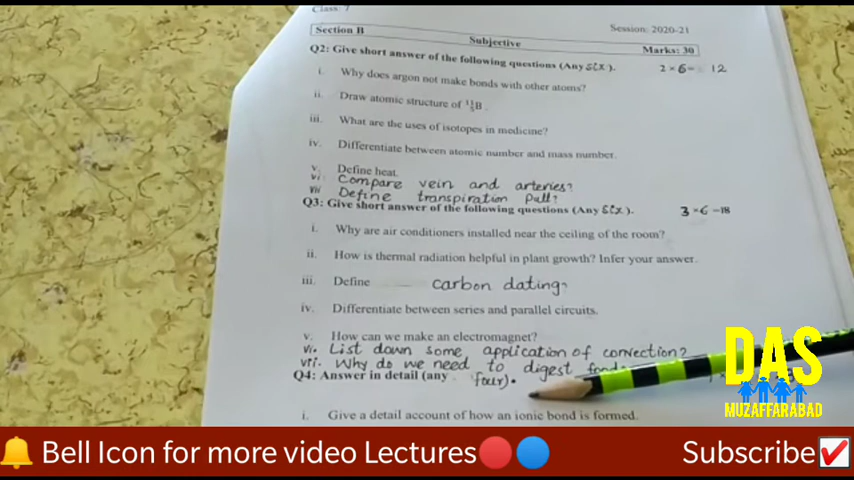 Class: 7
Session: 2020-21
Section B
Subjective
Marks: 30
Q2: Give short answer of the following questions (Any Six). 2×6= 12
i. Why does argon not make bonds with other atoms?
ii. Draw atomic structure of ¹¹₅B .
iii. What are the uses of isotopes in medicine?
iv. Differentiate between atomic number and mass number.
v. Define heat.
vi Compare vein and arteries?
vii Define transpiration Pull?
Q3: Give short answer of the following questions (Any Six). 3×6=18
i. Why are air conditioners installed near the ceiling of the room?
ii. How is thermal radiation helpful in plant growth? Infer your answer.
iii. Define carbon dating?
iv. Differentiate between series and parallel circuits.
v. How can we make an electromagnet?
vi. List down some application of convection?
vii. Why do we need to digest
Q4: Answer in detail (any four).
i. Give a detail account of how an ionic bond is formed.
DAS
MUZAFFARABAD
Bell Icon for more video Lectures
Subscribe